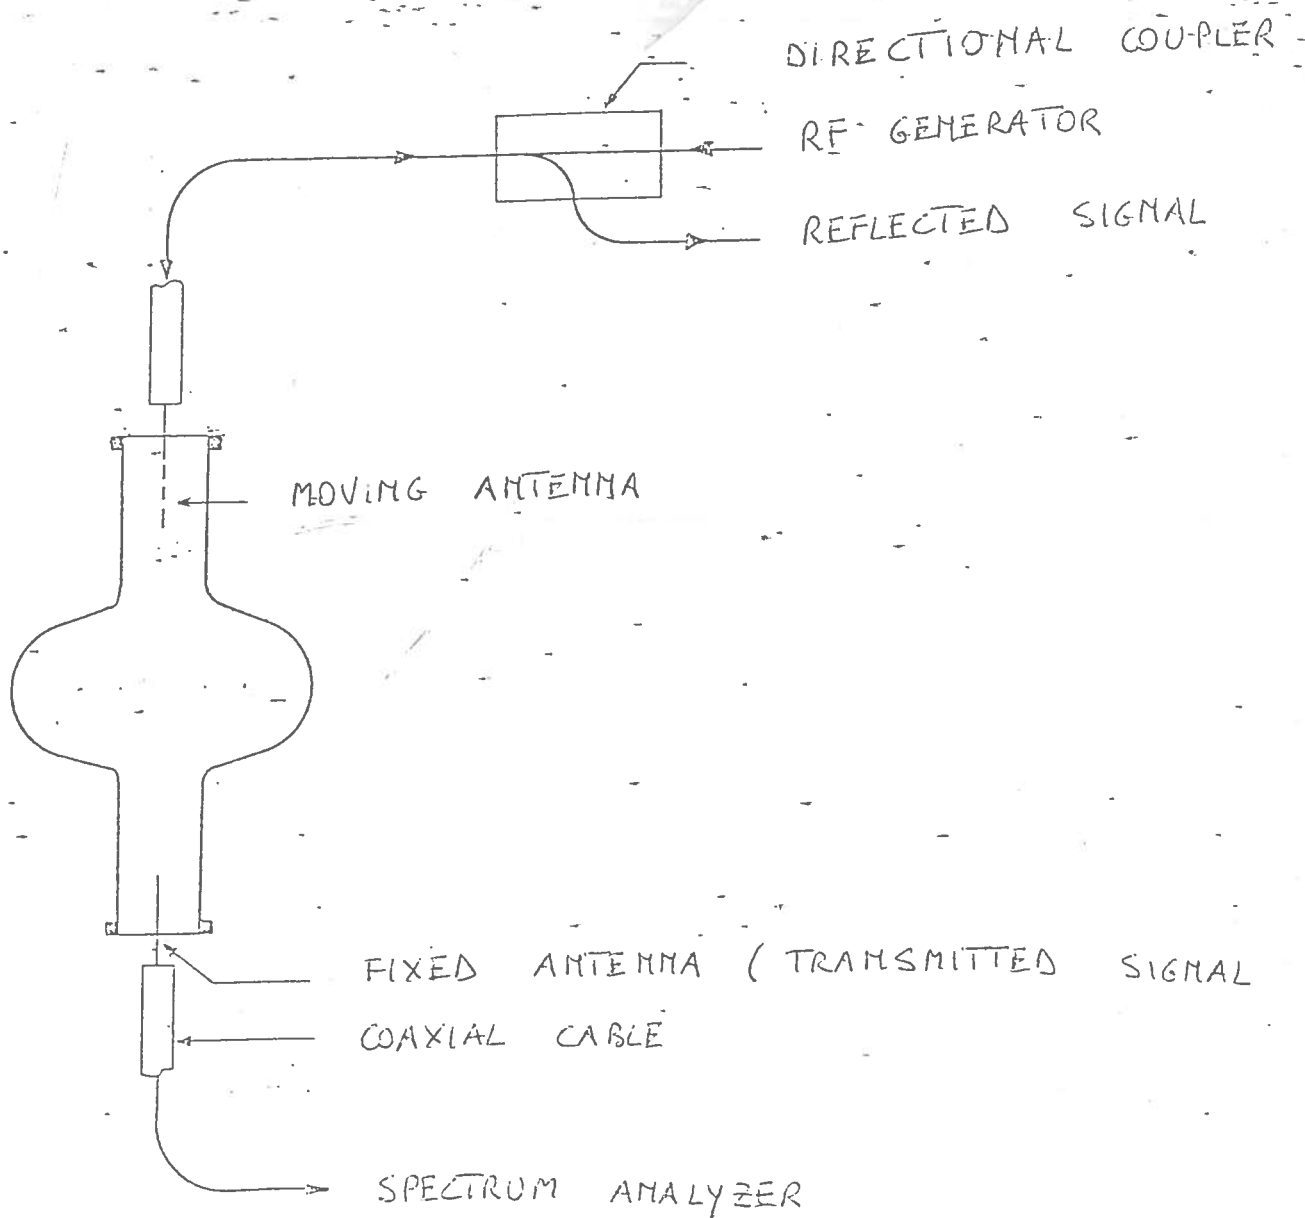 DIRECTIONAL COUPLER
RF GENERATOR
REFLECTED SIGNAL
MOVING ANTENNA
FIXED ANTENNA ( TRANSMITTED SIGNAL
COAXIAL CABLE
SPECTRUM ANALYZER